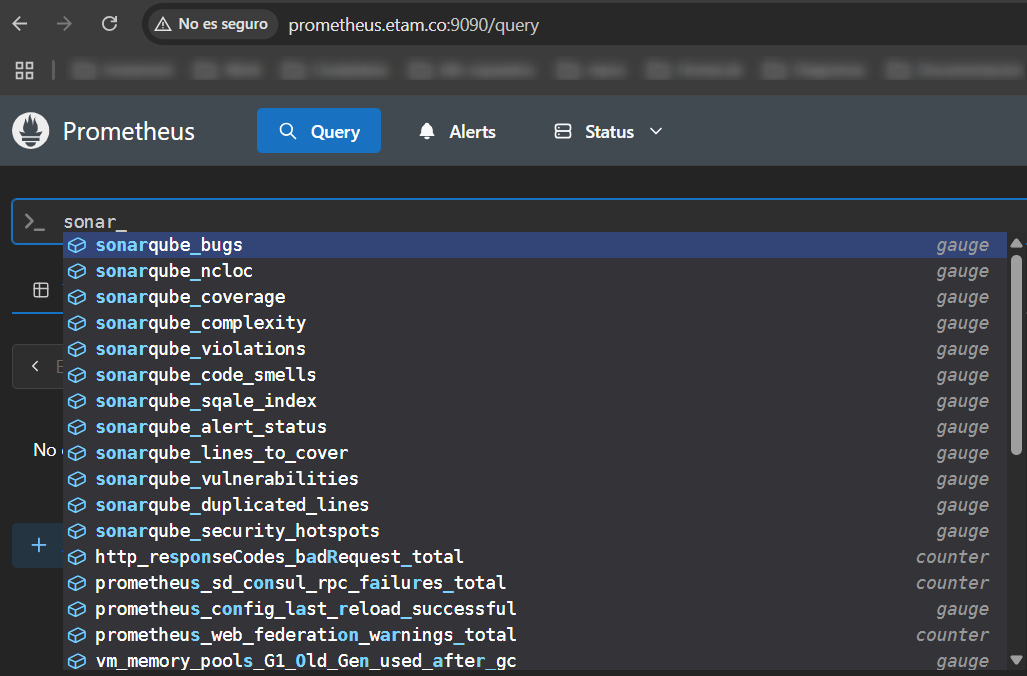 No es seguro prometheus.etam.co:9090/query
Prometheus Query Alerts Status
>_ sonar_
sonarqube_bugs gauge
sonarqube_ncloc gauge
sonarqube_coverage gauge
sonarqube_complexity gauge
sonarqube_violations gauge
sonarqube_code_smells gauge
sonarqube_sqale_index gauge
sonarqube_alert_status gauge
sonarqube_lines_to_cover gauge
No
sonarqube_vulnerabilities gauge
sonarqube_duplicated_lines gauge
sonarqube_security_hotspots gauge
http_responseCodes_badRequest_total counter
prometheus_sd_consul_rpc_failures_total counter
prometheus_config_last_reload_successful gauge
prometheus_web_federation_warnings_total counter
vm_memory_pools_G1_Old_Gen_used_after_gc gauge